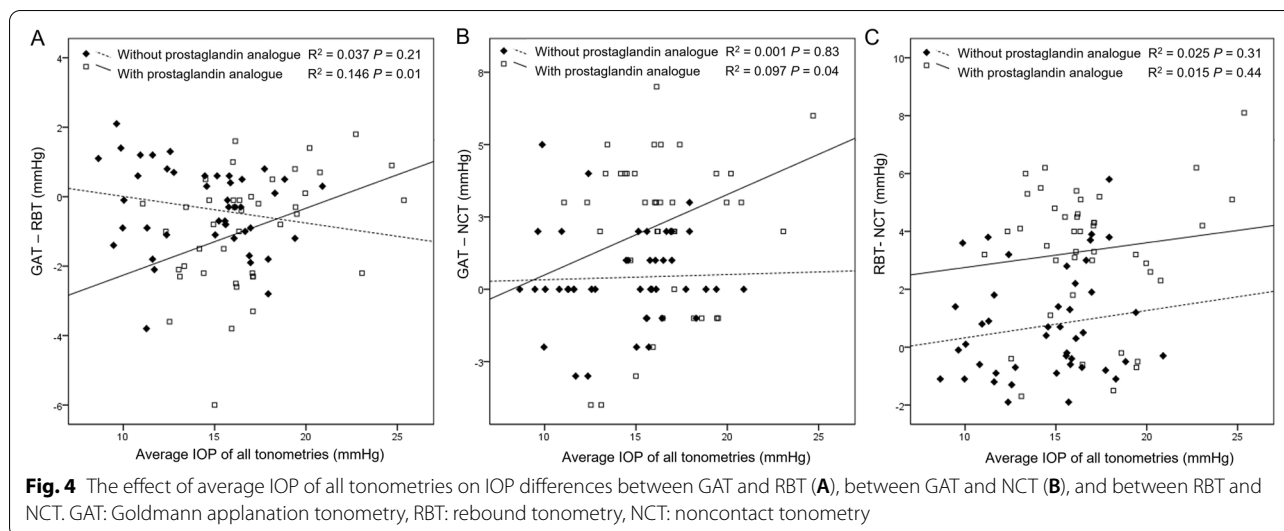 A
Without prostaglandin analogue R² = 0.037 P = 0.21
With prostaglandin analogue R² = 0.146 P = 0.01
4
2
0
-2
-4
-6
GAT – RBT (mmHg)
10 15 20 25
Average IOP of all tonometries (mmHg)
B
Without prostaglandin analogue R² = 0.001 P = 0.83
With prostaglandin analogue R² = 0.097 P = 0.04
8
5
3
0
-3
GAT – NCT (mmHg)
10 15 20 25
Average IOP of all tonometries (mmHg)
C
Without prostaglandin analogue R² = 0.025 P = 0.31
With prostaglandin analogue R² = 0.015 P = 0.44
10
8
6
4
2
0
-2
RBT- NCT (mmHg)
10 15 20 25
Average IOP of all tonometries (mmHg)
Fig. 4 The effect of average IOP of all tonometries on IOP differences between GAT and RBT (A), between GAT and NCT (B), and between RBT and
NCT. GAT: Goldmann applanation tonometry, RBT: rebound tonometry, NCT: noncontact tonometry